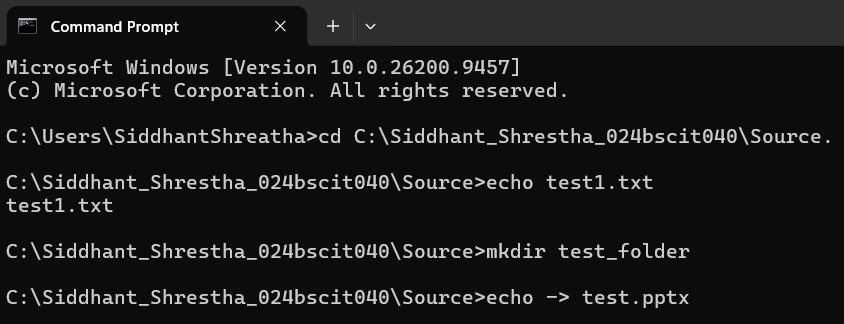 Command Prompt
Microsoft Windows [Version 10.0.26200.9457]
(c) Microsoft Corporation. All rights reserved.
C:\Users\SiddhantShreatha>cd C:\Siddhant_Shrestha_024bscit040\Source.
C:\Siddhant_Shrestha_024bscit040\Source>echo test1.txt
test1.txt
C:\Siddhant_Shrestha_024bscit040\Source>mkdir test_folder
C:\Siddhant_Shrestha_024bscit040\Source>echo -> test.pptx